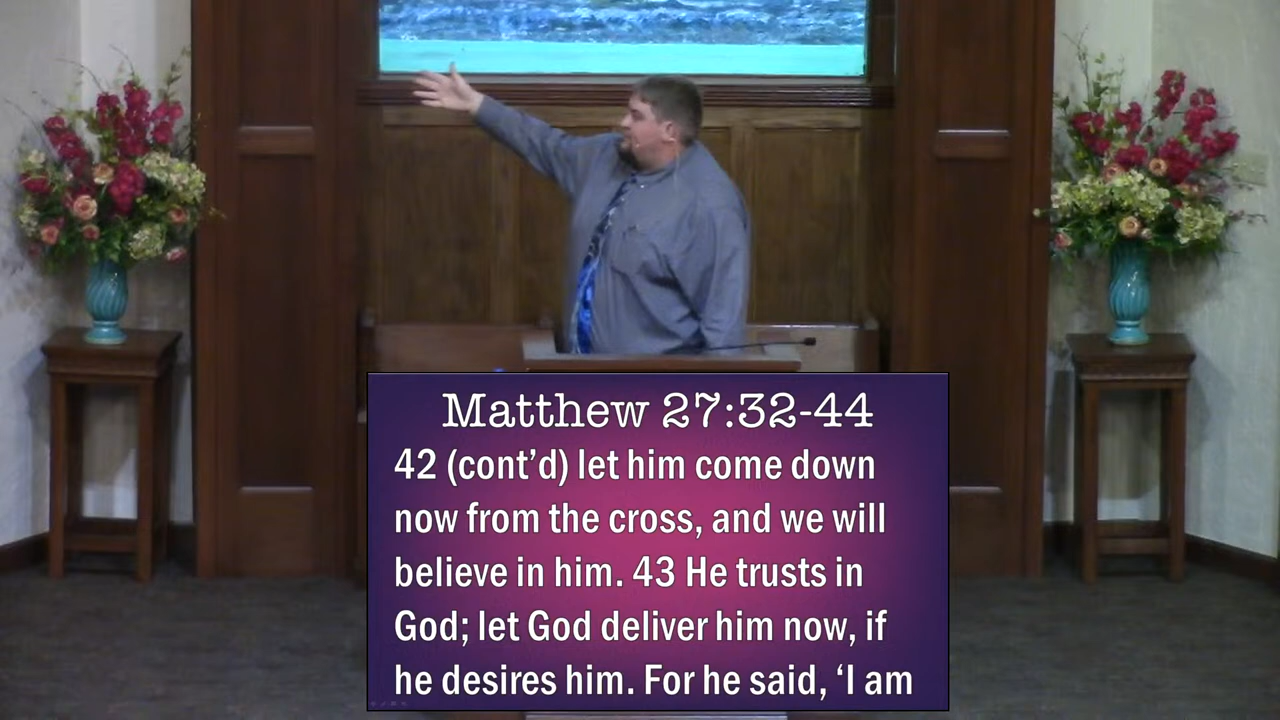 Matthew 27:32-44
42 (cont’d) let him come down
now from the cross, and we will
believe in him. 43 He trusts in
God; let God deliver him now, if
he desires him. For he said, ‘I am